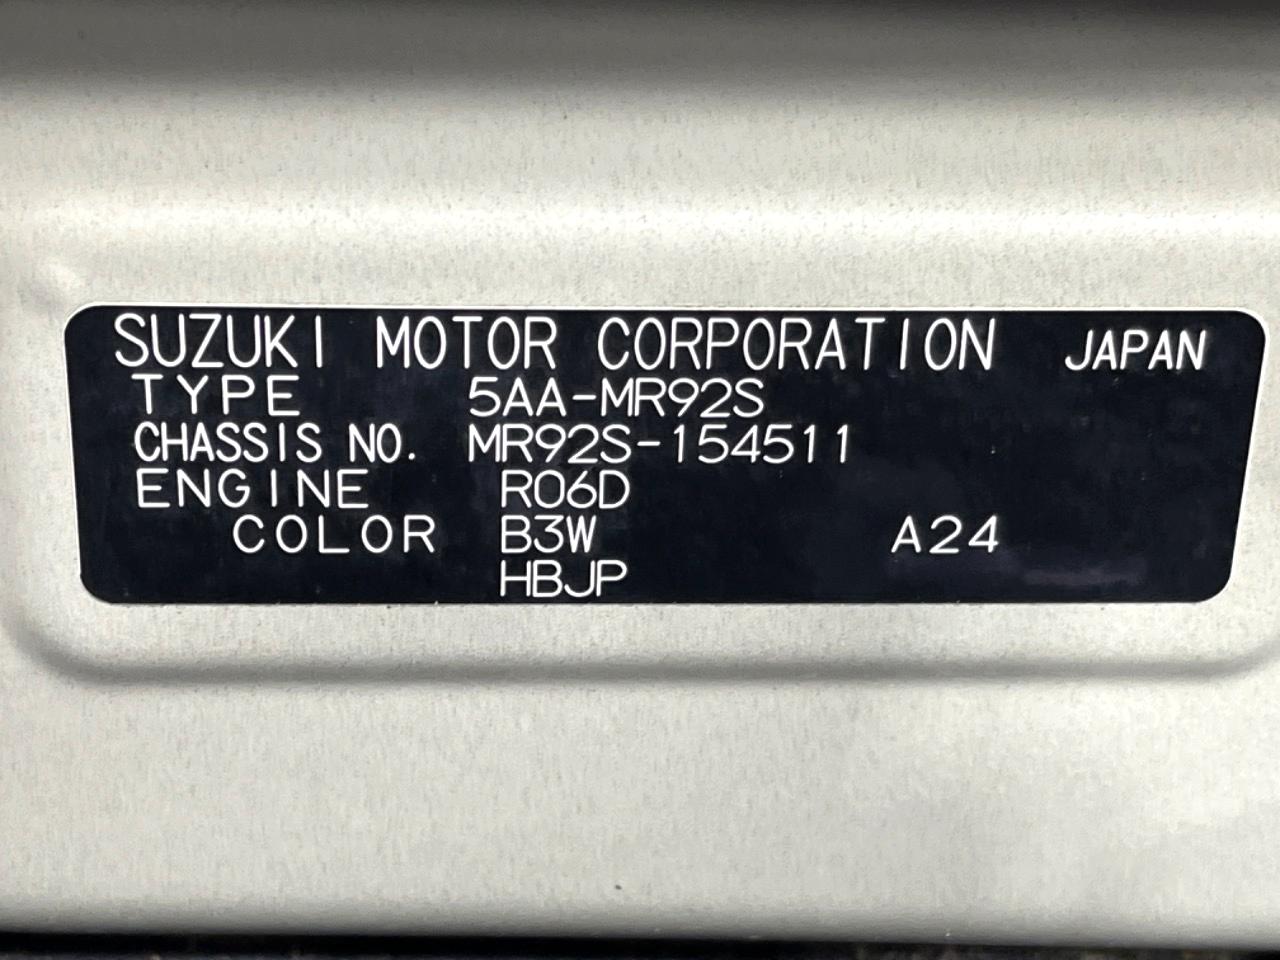 SUZUKI MOTOR CORPORATION JAPAN
TYPE 5AA-MR92S
CHASSIS NO. MR92S-154511
ENGINE R06D
COLOR B3W A24
HBJP